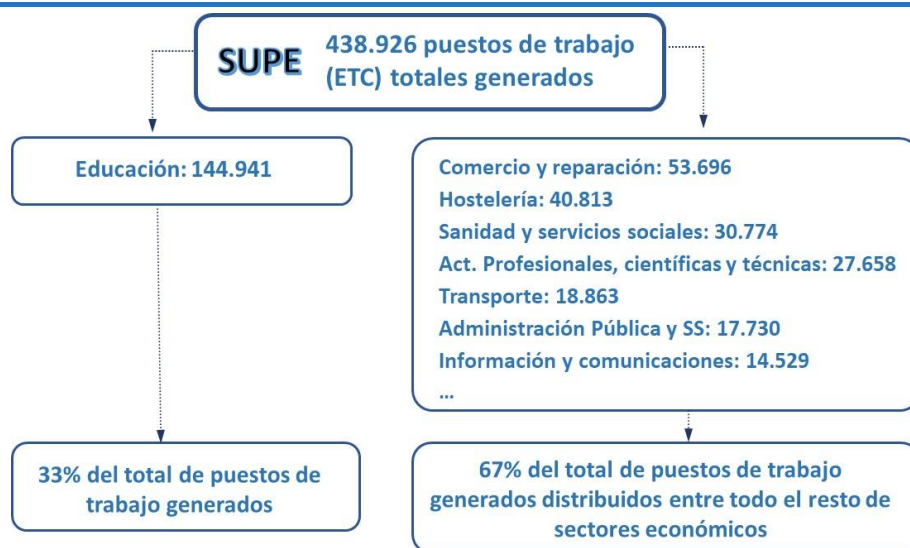 SUPE
438.926 puestos de trabajo
(ETC) totales generados
Educación: 144.941
Comercio y reparación: 53.696
Hostelería: 40.813
Sanidad y servicios sociales: 30.774
Act. Profesionales, científicas y técnicas: 27.658
Transporte: 18.863
Administración Pública y SS: 17.730
Información y comunicaciones: 14.529
...
33% del total de puestos de
trabajo generados
67% del total de puestos de trabajo
generados distribuidos entre todo el resto de
sectores económicos